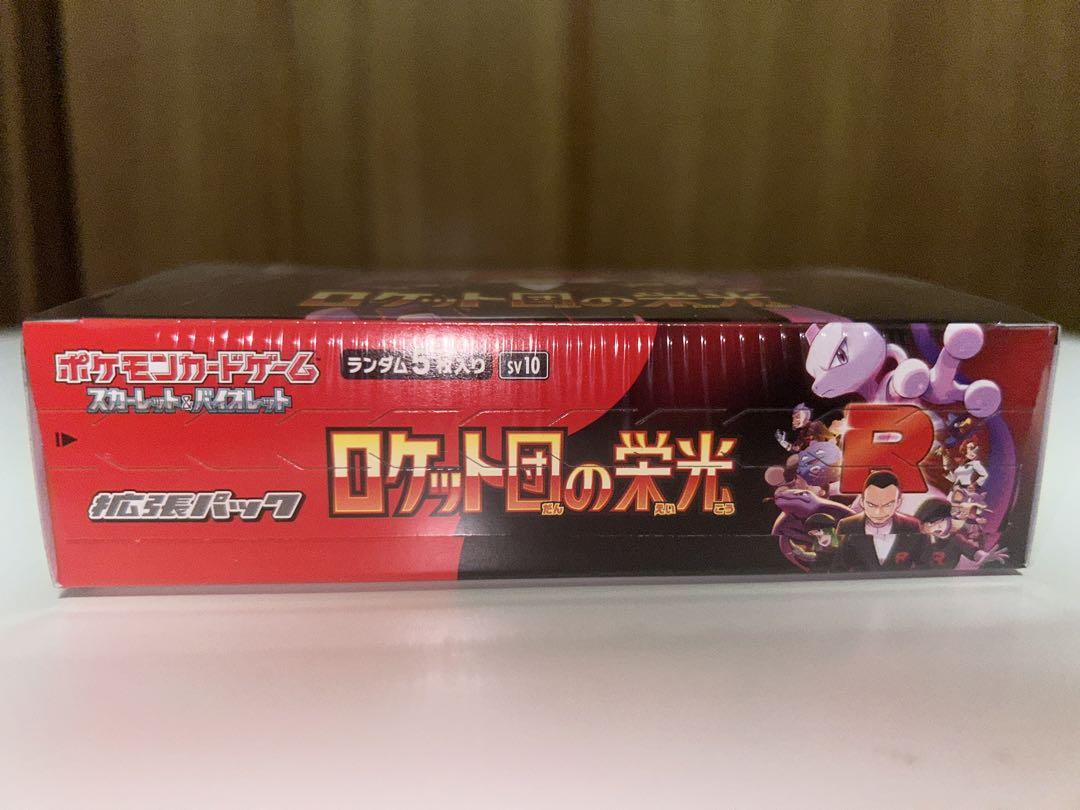 ロケット団の栄光
ポケモンカードゲーム
スカーレット&バイオレット
ランダム5枚入り
SV10
拡張パック
ロケット団の栄光
だん えい こう
R
R R